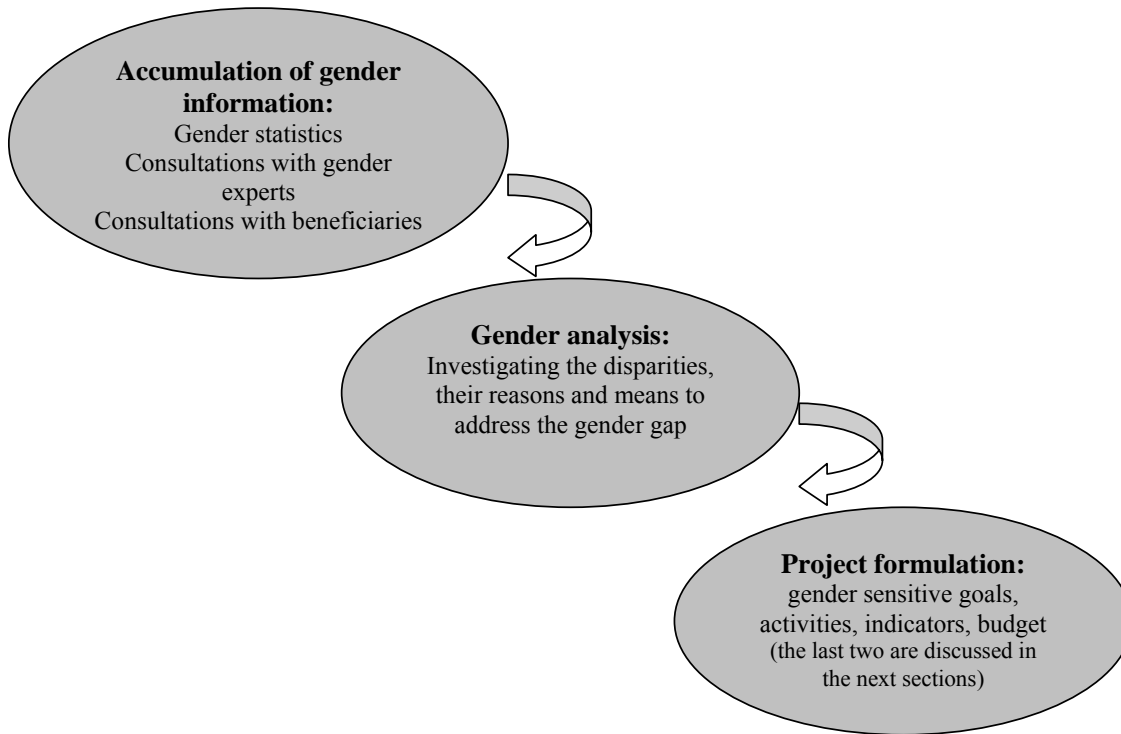 Accumulation of gender
information:
Gender statistics
Consultations with gender
experts
Consultations with beneficiaries
Gender analysis:
Investigating the disparities,
their reasons and means to
address the gender gap
Project formulation:
gender sensitive goals,
activities, indicators, budget
(the last two are discussed in
the next sections)